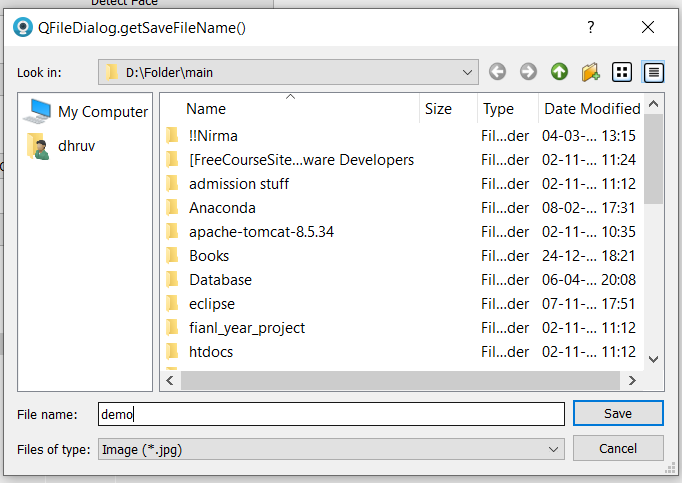 Detect Face
QFileDialog.getSaveFileName()
?
Look in: D:\Folder\main
My Computer
dhruv
Name Size Type Date Modified
!!Nirma Fil...der 04-03-... 13:15
[FreeCourseSite...ware Developers Fil...der 02-11-... 11:24
admission stuff Fil...der 02-11-... 11:12
Anaconda Fil...der 08-02-... 17:31
apache-tomcat-8.5.34 Fil...der 02-11-... 10:35
Books Fil...der 24-12-... 18:21
Database Fil...der 06-04-... 20:08
eclipse Fil...der 07-11-... 17:51
fianl_year_project Fil...der 02-11-... 11:12
htdocs Fil...der 02-11-... 11:12
File name: demo Save
Files of type: Image (*.jpg) Cancel